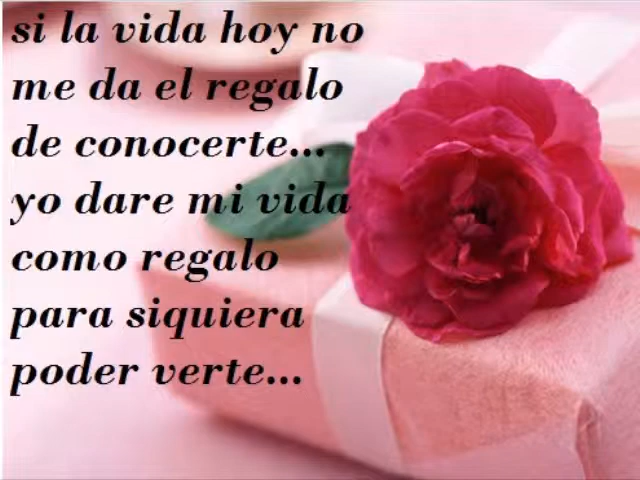 si la vida hoy no
me da el regalo
de conocerte...
yo dare mi vida
como regalo
para siquiera
poder verte...